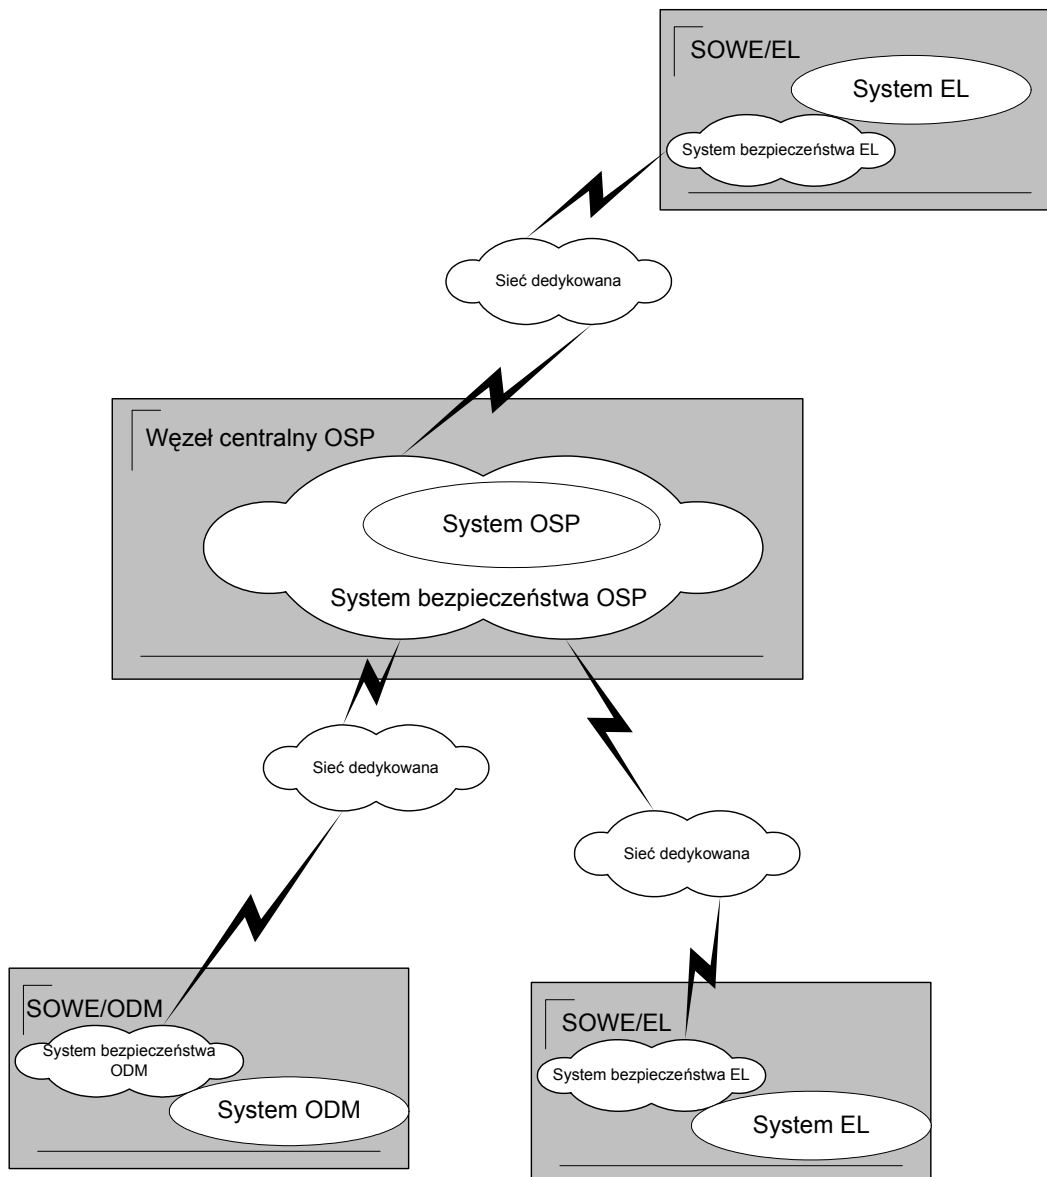 SOWE/EL
System EL
System bezpieczeństwa EL
Sieć dedykowana
Węzeł centralny OSP
System OSP
System bezpieczeństwa OSP
Sieć dedykowana
Sieć dedykowana
SOWE/ODM
System bezpieczeństwa
ODM
System ODM
SOWE/EL
System bezpieczeństwa EL
System EL